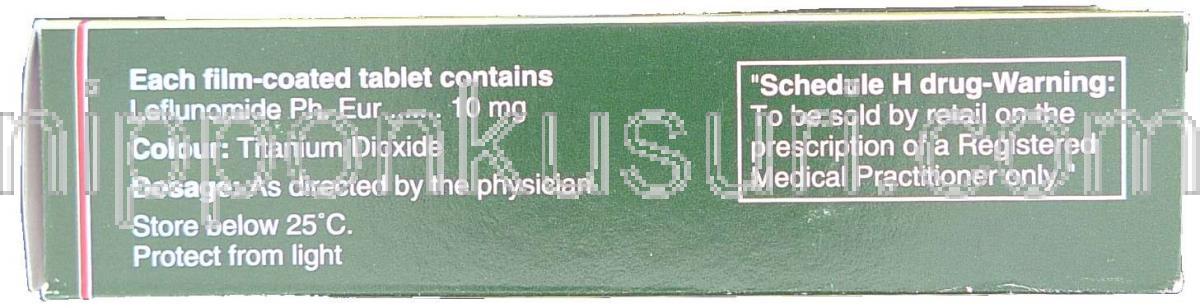 Each film-coated tablet contains
Leflunomide Ph. Eur....... 10 mg
Colour: Titanium Dioxide
Dosage: As directed by the physician.
Store below 25°C.
Protect from light
"Schedule H drug-Warning:
To be sold by retail on the
prescription of a Registered
Medical Practitioner only."
nipponkusuri.com